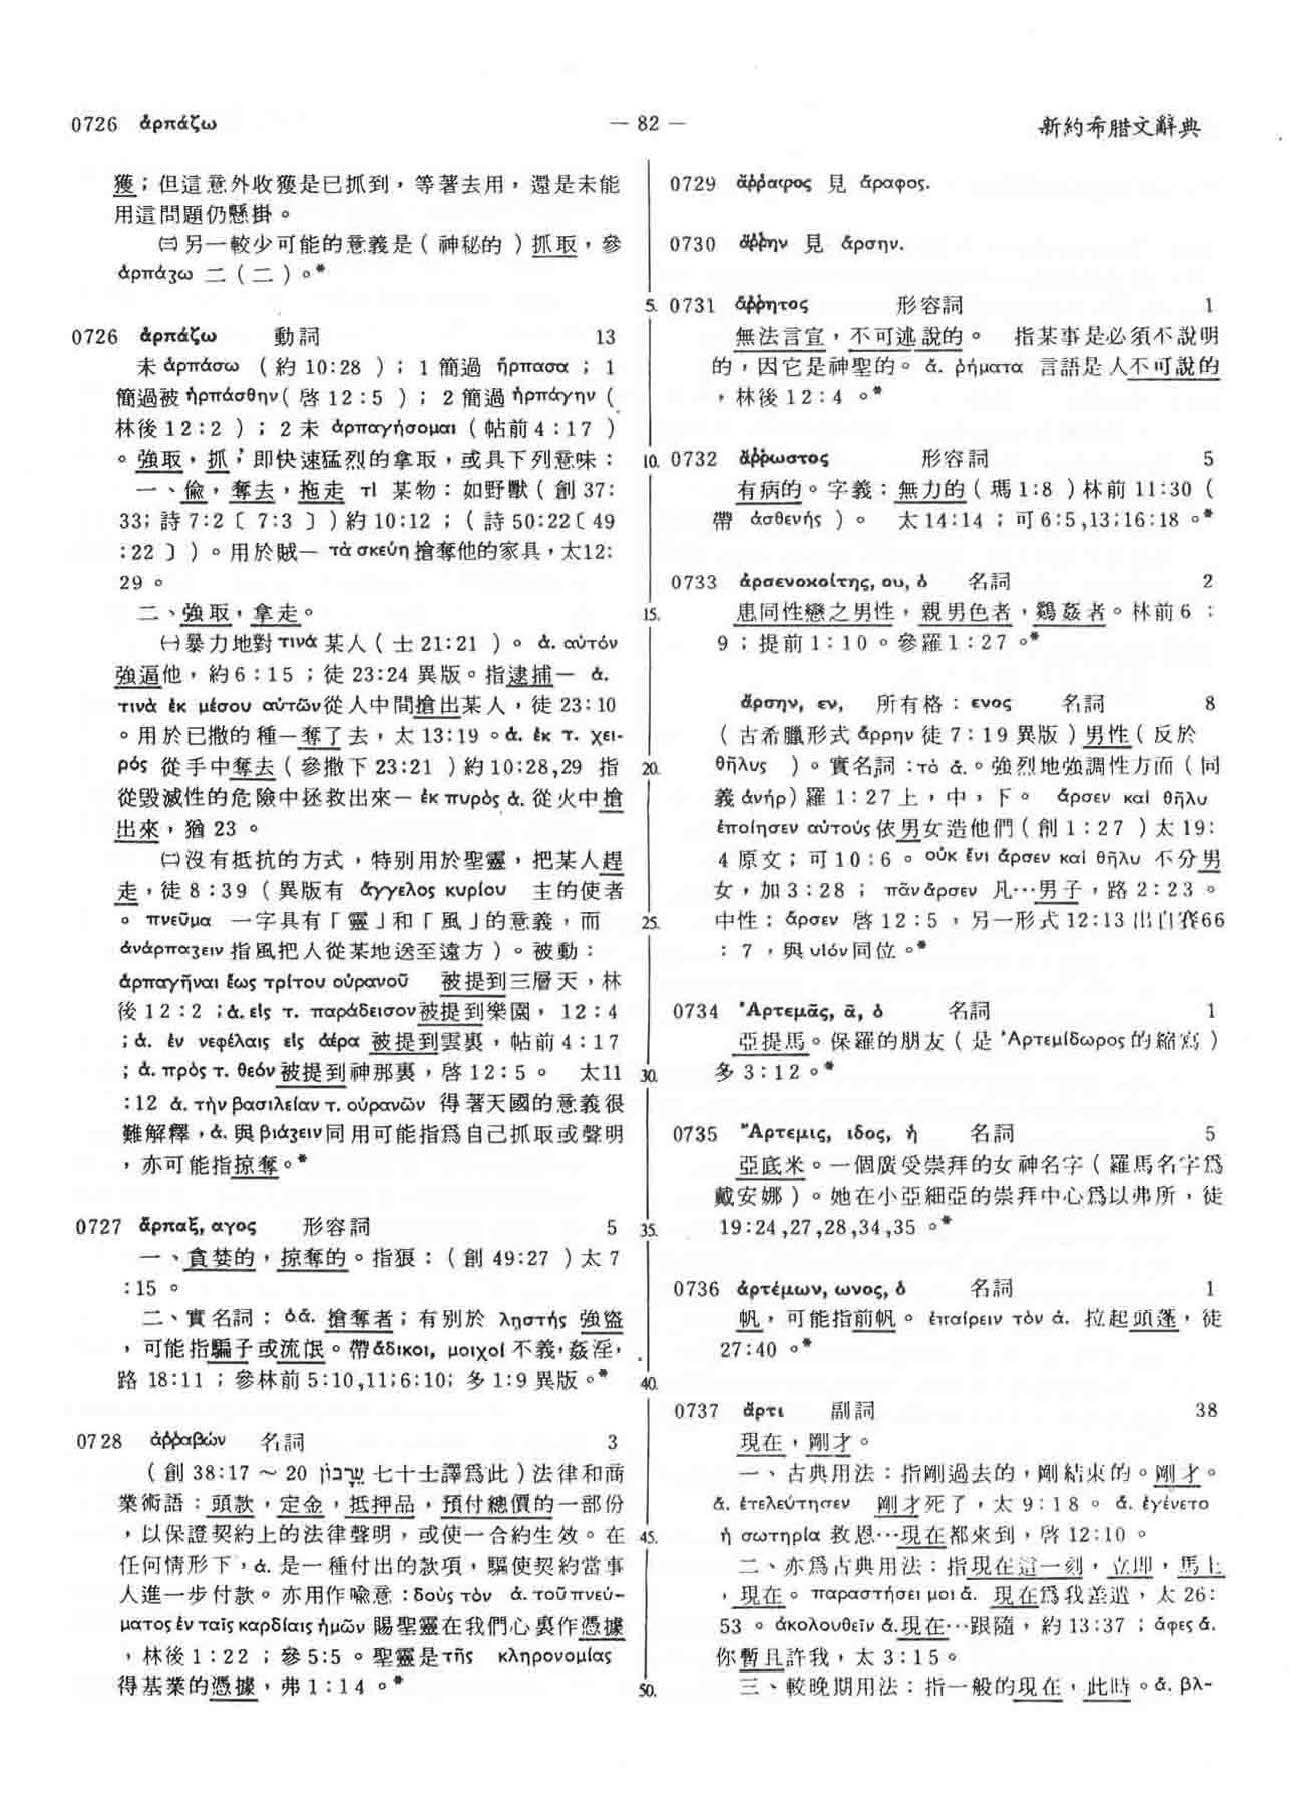 0726 ἁρπάζω
— 82 —
新約希腊文辭典
獲；但這意外收獲是已抓到，等著去用，還是未能
用這問題仍懸掛。
㈢另一較少可能的意義是（神秘的）抓取，參
ἁρπάζω 二（二）。*
0726 ἁρπάζω 動詞 13
未 ἁρπάσω （約 10:28 ）；1 簡過 ἥρπασα ；1
簡過被 ἡρπάσθην（啓 12：5 ）；2 簡過 ἡρπάγην（
林後 12：2 ）；2 未 ἁρπαγήσομαι（帖前 4：17 ）
。強取，抓；即快速猛烈的拿取，或具下列意味：
一、偷，奪去，拖走 τὶ 某物：如野獸（創 37:
33; 詩 7:2〔 7:3 〕）約 10:12 ；（詩 50:22〔49
:22 〕）。用於賊— τὰ σκεύη 搶奪他的家具，太12:
29 。
二、強取，拿走。
㈠暴力地對 τινά 某人（士 21:21 ）。ἁ. αὐτόν
強逼他，約 6：15 ；徒 23:24 異版。指逮捕— ἁ.
τινὰ ἐκ μέσου αὐτῶν 從人中間搶出某人，徒 23:10
。用於已撒的種—奪了去，太 13:19 。ἁ. ἐκ τ. χει-
ρός 從手中奪去（參撒下 23:21 ）約 10:28,29 指
從毀滅性的危險中拯救出來— ἐκ πυρὸς ἁ. 從火中搶
出來，猶 23 。
㈡沒有抵抗的方式，特别用於聖靈，把某人趕
走，徒 8：39（異版有 ἄγγελος κυρίου 主的使者
。 πνεῦμα 一字具有「靈」和「風」的意義，而
ἀνάρπαζειν 指風把人從某地送至遠方）。被動：
ἁρπαγῆναι ἕως τρίτου οὐρανοῦ 被提到三層天，林
後 12：2 ；ἁ. εἰς τ. παράδεισον 被提到樂園，12：4
；ἁ. ἐν νεφέλαις εἰς ἀέρα 被提到雲裏，帖前 4：17
；ἁ. πρὸς τ. θεόν 被提到神那裏，啓 12：5 。 太11
:12 ἁ. τὴν βασιλείαν τ. οὐρανῶν 得著天國的意義很
難解釋，ἁ. 與 βιάζειν 同用可能指爲自己抓取或聲明
，亦可能指掠奪。*
0727 ἅρπαξ, αγος 形容詞 5
一、貪婪的，掠奪的。指狠：（創 49:27 ）太 7
:15 。
二、實名詞：ὁ ἅ. 搶奪者；有别於 λῃστής 強盜
，可能指騙子或流氓。帶 ἄδικοι, μοιχοί 不義，姦淫，
路 18:11 ；參林前 5:10,11;6:10; 多 1:9 異版。*
0728 ἀῤῥαβών 名詞 3
（創 38:17 ～ 20 עֵרָבוֹן 七十士譯爲此）法律和商
業術語：頭款，定金，抵押品，預付總價的一部份
，以保證契約上的法律聲明，或使一合約生效。在
任何情形下，ἀ. 是一種付出的款項，驅使契約當事
人進一步付款。亦用作喻意：δοὺς τὸν ἀ. τοῦ πνεύ-
ματος ἐν ταῖς καρδίαις ἡμῶν 賜聖靈在我們心裏作憑據
，林後 1：22 ；參 5:5 。聖靈是 τῆς κληρονομίας
得基業的憑據，弗 1：14 。*
5.
10.
15.
20.
25.
30.
35.
40.
45.
50.
0729 ἄῤῥαφος 見 ἄραφος.
0730 ἄῤῥην 見 ἄρσην.
0731 ἄῤῥητος 形容詞 1
無法言宣，不可述說的。 指某事是必須不說明
的，因它是神聖的。ἀ. ῥήματα 言語是人不可說的
，林後 12：4 。*
0732 ἄῤῥωστος 形容詞 5
有病的。字義：無力的（瑪 1:8 ）林前 11:30（
帶 ἀσθενής ）。 太 14:14 ；可 6:5,13;16:18 。*
0733 ἀρσενοκοίτης, ου, ὁ 名詞 2
患同性戀之男性，親男色者，鷄姦者。林前 6 ：
9；提前 1：10。參羅 1：27 。*
ἄρσην, εν, 所有格：ενος 名詞 8
（古希臘形式 ἄρρην 徒 7：19 異版）男性（反於
θῆλυς ）。實名詞：τὸ ἄ. 。強烈地強調性方面（同
義 ἀνήρ）羅 1：27 上，中，下。 ἄρσεν καὶ θῆλυ
ἐποίησεν αὐτούς 依男女造他們（創 1：27 ）太 19：
4 原文；可 10：6 。οὐκ ἔνι ἄρσεν καὶ θῆλυ 不分男
女，加 3：28 ； πᾶν ἄρσεν 凡…男子，路 2：23 。
中性：ἄρσεν 啓 12：5 ，另一形式 12:13 出自賽66
：7 ，與 υἱόν 同位。*
0734 Ἀρτεμᾶς, ᾶ, ὁ 名詞 1
亞提馬。保羅的朋友（是 Ἀρτεμίδωρος 的縮寫）
多 3：12 。*
0735 Ἄρτεμις, ιδος, ἡ 名詞 5
亞底米。一個廣受崇拜的女神名字（羅馬名字爲
戴安娜）。她在小亞細亞的崇拜中心爲以弗所，徒
19:24,27,28,34,35 。*
0736 ἀρτέμων, ωνος, ὁ 名詞 1
帆，可能指前帆。ἐπαίρειν τὸν ἀ. 拉起頭蓬，徒
27:40 。*
0737 ἄρτι 副詞 38
現在，剛才。
一、古典用法：指剛過去的，剛結束的。剛才。
ἄ. ἐτελεύτησεν 剛才死了，太 9：18 。ἄ. ἐγένετο
ἡ σωτηρία 救恩…現在都來到，啓 12:10 。
二、亦爲古典用法：指現在這一刻，立即，馬上
，現在。παραστήσει μοι ἄ. 現在爲我差遣，太 26:
53 。ἀκολουθεῖν ἄ. 現在…跟隨，約 13:37 ；ἄφες ἄ.
你暫且許我，太 3：15 。
三、較晚期用法：指一般的現在，此時。ἄ. βλ-